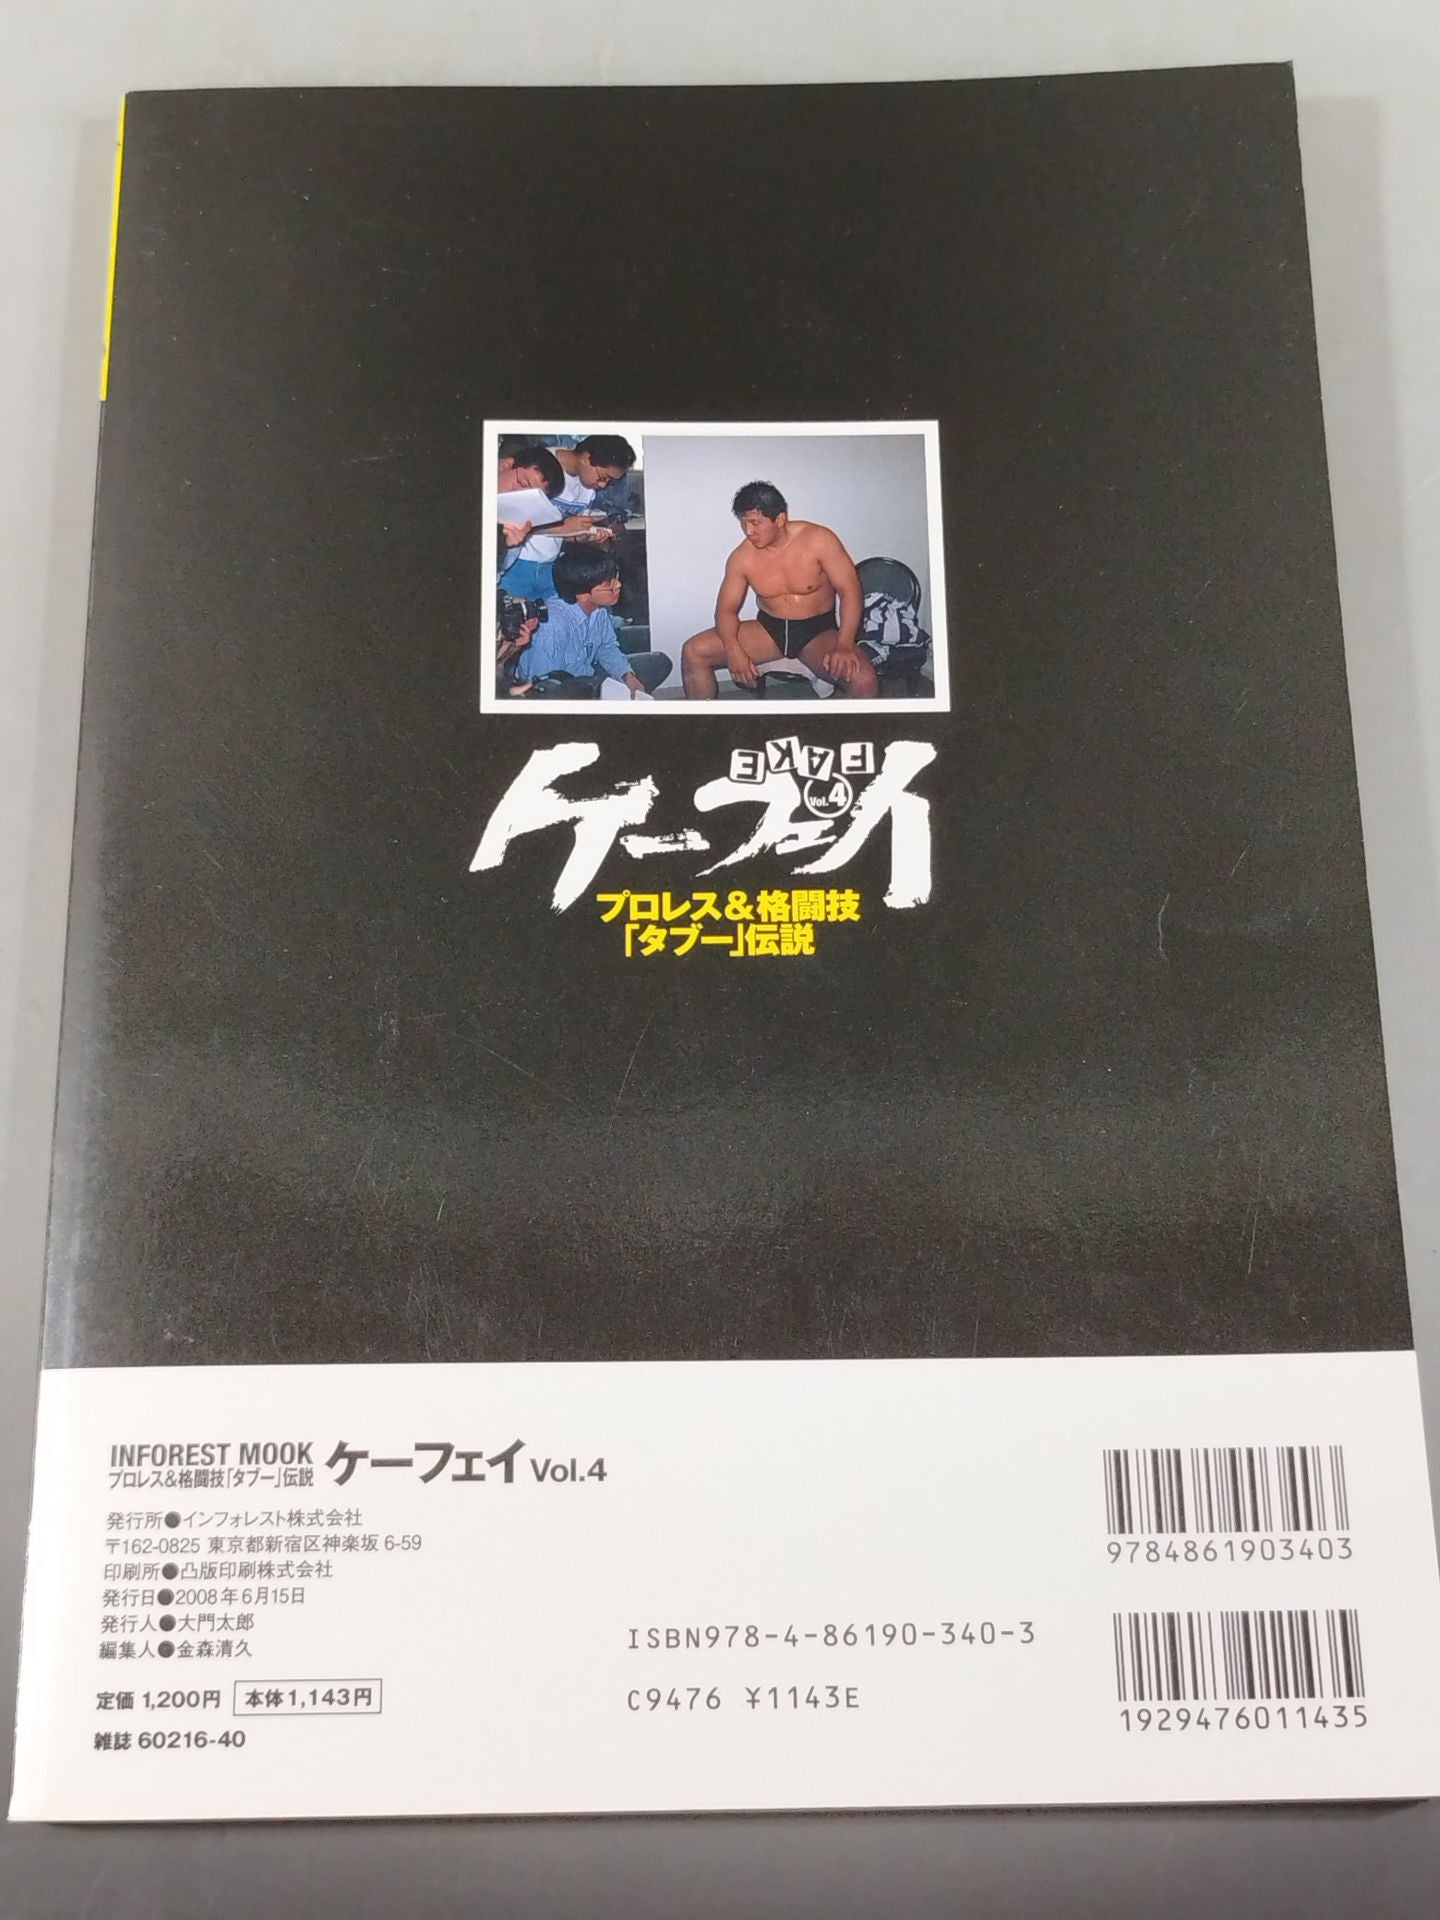 FAKE
ケーフェイ
Vol.4
プロレス&格闘技
「タブー」伝説
INFOREST MOOK
プロレス&格闘技「タブー」伝説 ケーフェイ Vol.4
発行所●インフォレスト株式会社
〒162-0825 東京都新宿区神楽坂 6-59
印刷所●凸版印刷株式会社
発行日●2008年6月15日
発行人●大門太郎
編集人●金森清久
定価 1,200円 本体 1,143円
雑誌 60216-40
ISBN978-4-86190-340-3
C9476 ¥1143E
9784861903403
1929476011435